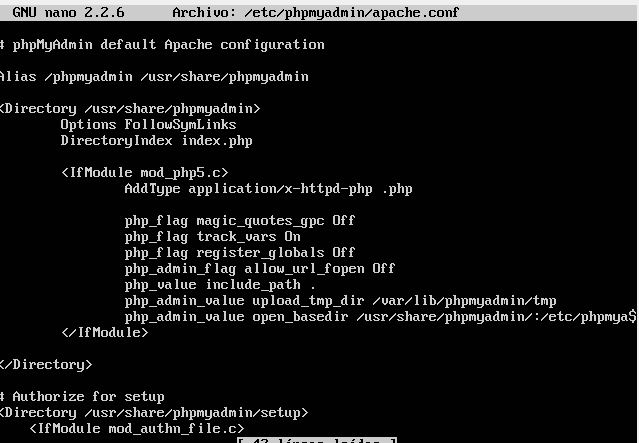 GNU nano 2.2.6 Archivo: /etc/phpmyadmin/apache.conf
# phpMyAdmin default Apache configuration
Alias /phpmyadmin /usr/share/phpmyadmin
<Directory /usr/share/phpmyadmin>
Options FollowSymLinks
DirectoryIndex index.php
<IfModule mod_php5.c>
AddType application/x-httpd-php .php
php_flag magic_quotes_gpc Off
php_flag track_vars On
php_flag register_globals Off
php_admin_flag allow_url_fopen Off
php_value include_path .
php_admin_value upload_tmp_dir /var/lib/phpmyadmin/tmp
php_admin_value open_basedir /usr/share/phpmyadmin/:/etc/phpmya$
</IfModule>
</Directory>
# Authorize for setup
<Directory /usr/share/phpmyadmin/setup>
<IfModule mod_authn_file.c>